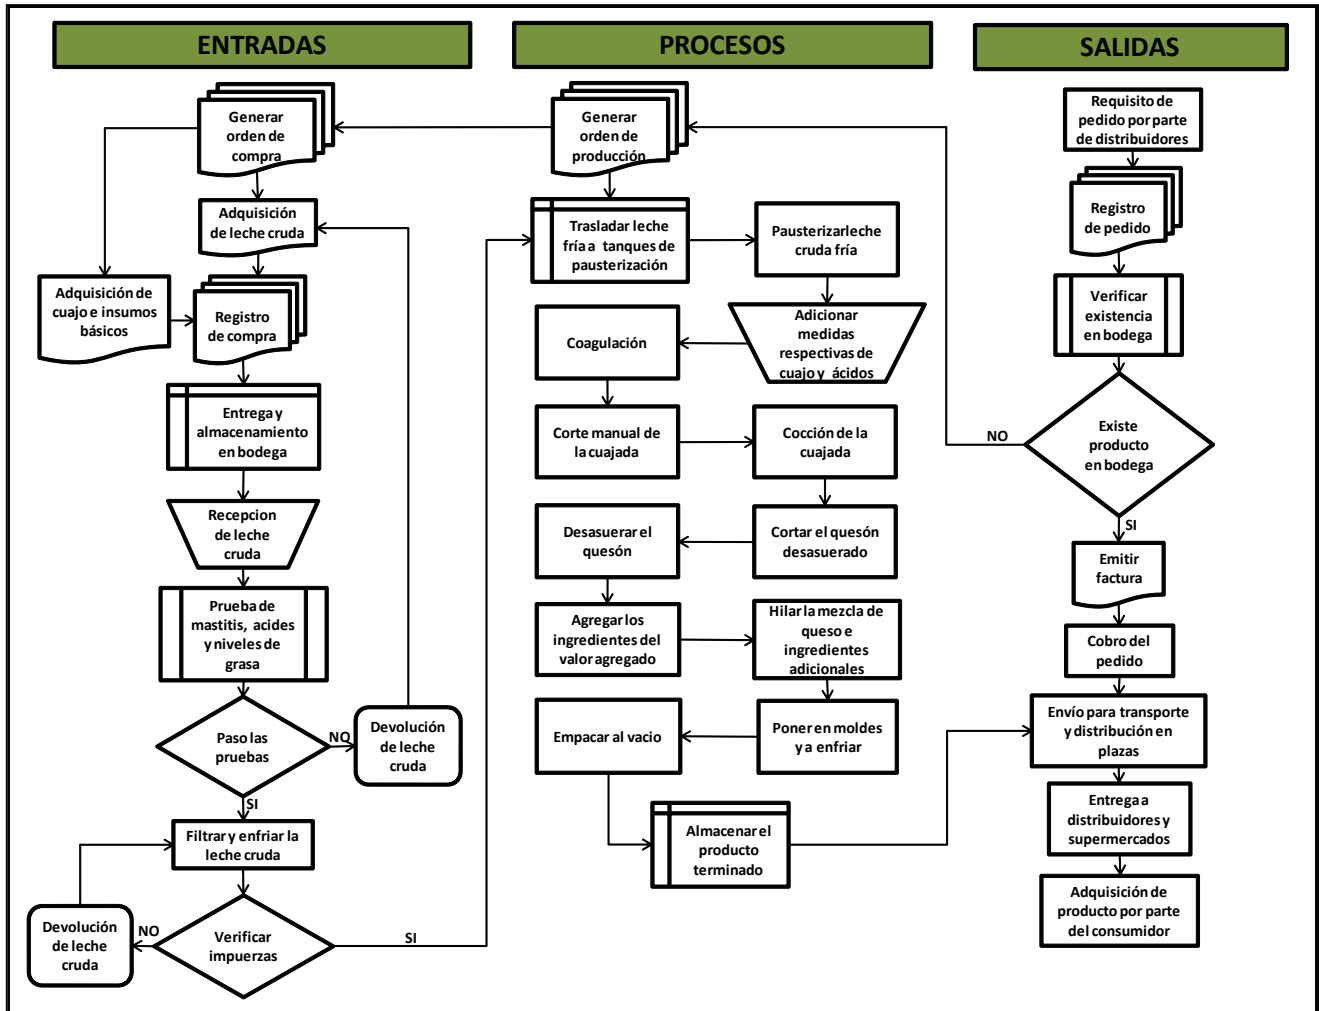 ENTRADAS
Generar
orden de
compra
Adquisición
de leche cruda
Adquisición de
cuajo e insumos
básicos
Registro
de compra
Entrega y
almacenamiento
en bodega
Recepcion
de leche
cruda
Prueba de
mastitis, acides
y niveles de
grasa
Paso las
pruebas
NO
Devolución
de leche
cruda
SI
Filtrar y enfriar la
leche cruda
Devolución
de leche
cruda
NO
Verificar
impuerzas
SI
PROCESOS
Generar
orden de
producción
Trasladar leche
fría a tanques de
pausterización
Pausterizar leche
cruda fría
Adicionar
medidas
respectivas de
cuajo y ácidos
Coagulación
Corte manual de
la cuajada
Cocción de la
cuajada
Desasuerar el
quesón
Cortar el quesón
desasuerado
Agregar los
ingredientes del
valor agregado
Hilar la mezcla de
queso e
ingredientes
adicionales
Empacar al vacio
Poner en moldes
y a enfriar
Almacenar el
producto
terminado
SALIDAS
Requisito de
pedido por parte
de distribuidores
Registro
de pedido
Verificar
existencia
en bodega
NO
Existe
producto
en bodega
SI
Emitir
factura
Cobro del
pedido
Envío para transporte
y distribución en
plazas
Entrega a
distribuidores y
supermercados
Adquisición de
producto por parte
del consumidor